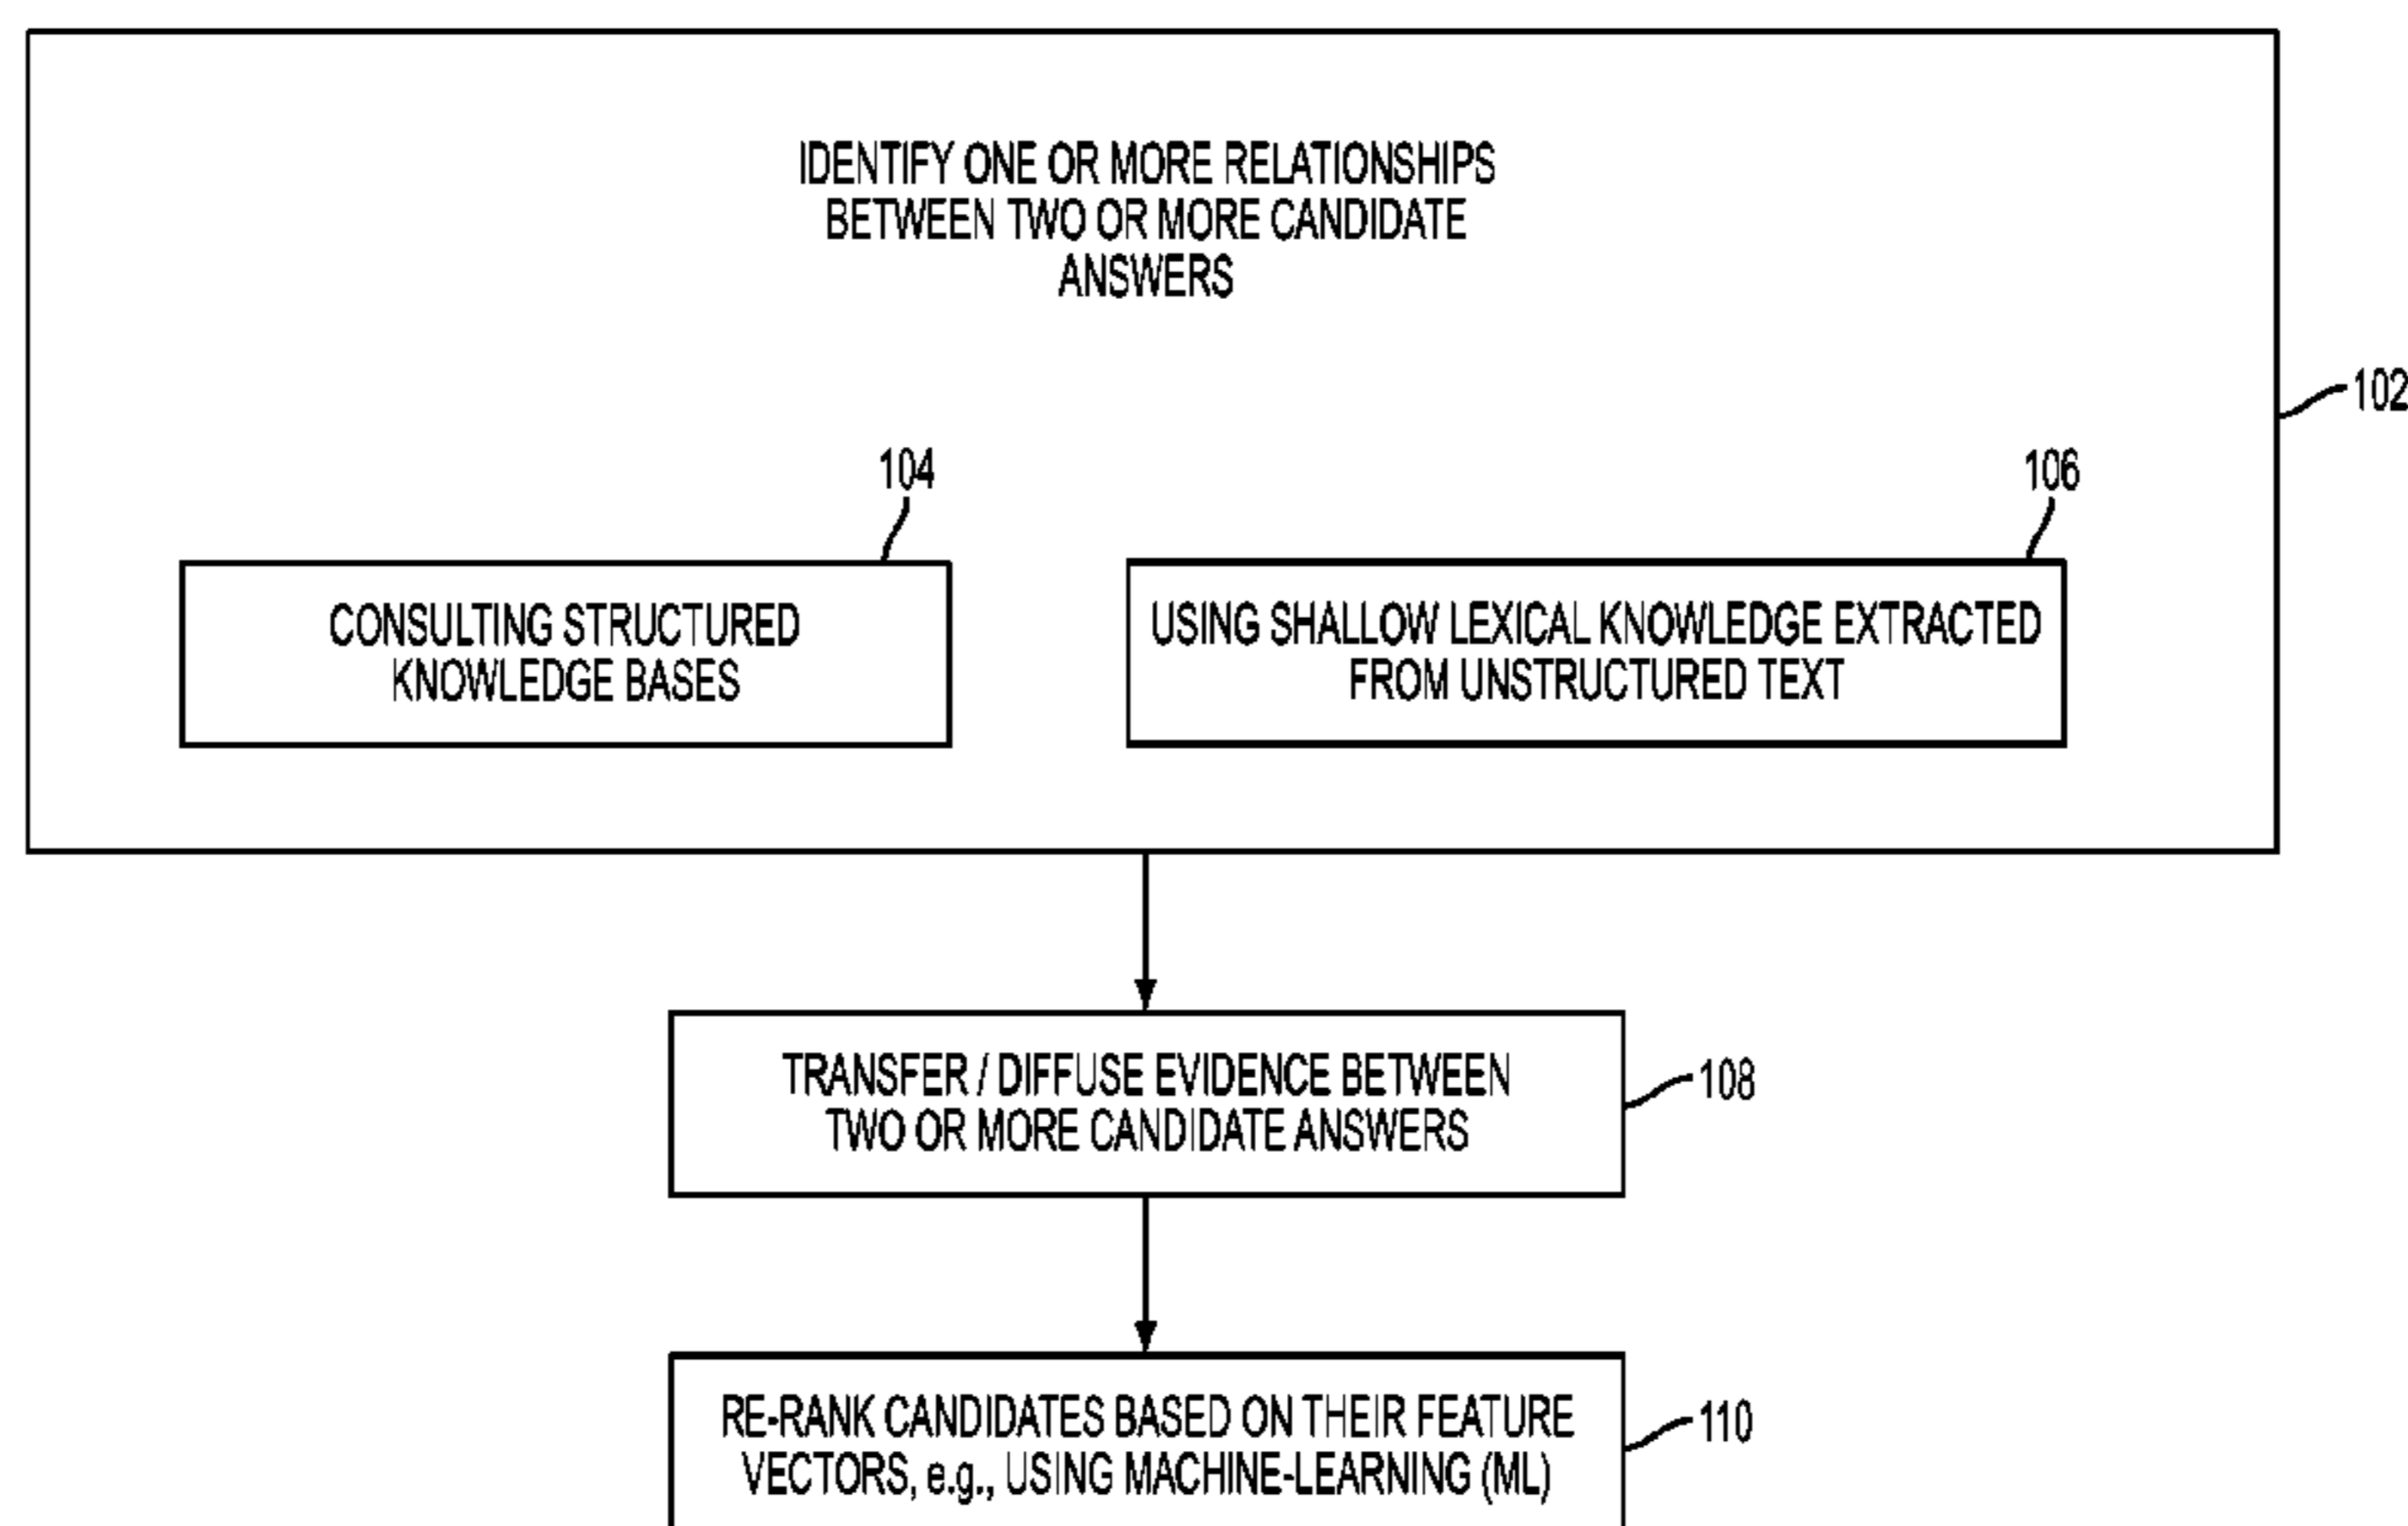 IDENTIFY ONE OR MORE RELATIONSHIPS
BETWEEN TWO OR MORE CANDIDATE
ANSWERS
102
104
106
CONSULTING STRUCTURED
KNOWLEDGE BASES
USING SHALLOW LEXICAL KNOWLEDGE EXTRACTED
FROM UNSTRUCTURED TEXT
TRANSFER / DIFFUSE EVIDENCE BETWEEN
TWO OR MORE CANDIDATE ANSWERS
108
RE-RANK CANDIDATES BASED ON THEIR FEATURE
VECTORS, e.g., USING MACHINE-LEARNING (ML)
110